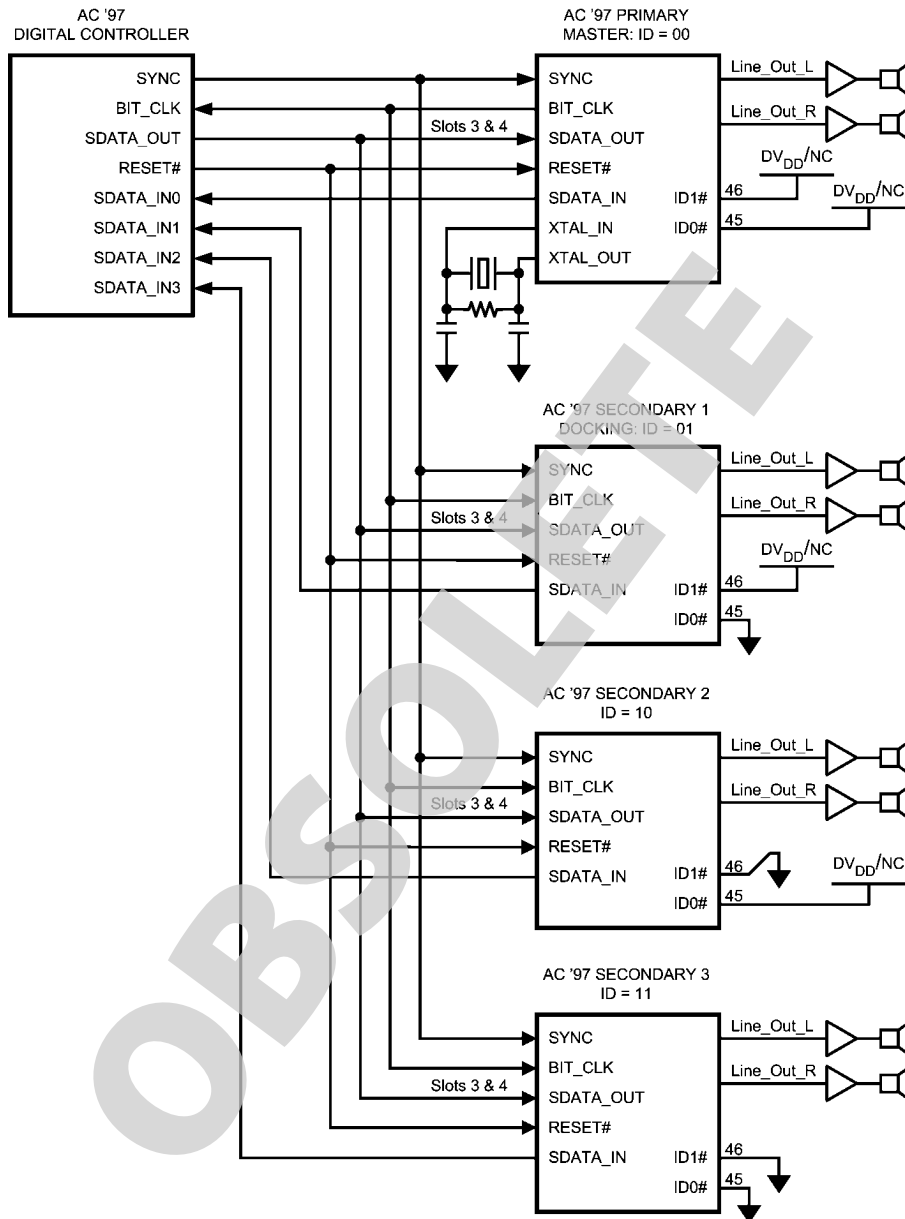 AC '97
DIGITAL CONTROLLER
SYNC
BIT_CLK
SDATA_OUT
RESET#
SDATA_IN0
SDATA_IN1
SDATA_IN2
SDATA_IN3
AC '97 PRIMARY
MASTER: ID = 00
SYNC
BIT_CLK
Slots 3 & 4
SDATA_OUT
RESET#
SDATA_IN
XTAL_IN
XTAL_OUT
ID1#
ID0#
46
45
Line_Out_L
Line_Out_R
DVDD/NC
DVDD/NC
AC '97 SECONDARY 1
DOCKING: ID = 01
SYNC
BIT_CLK
Slots 3 & 4
SDATA_OUT
RESET#
SDATA_IN
ID1#
ID0#
46
45
Line_Out_L
Line_Out_R
DVDD/NC
AC '97 SECONDARY 2
ID = 10
SYNC
BIT_CLK
Slots 3 & 4
SDATA_OUT
RESET#
SDATA_IN
ID1#
ID0#
46
45
Line_Out_L
Line_Out_R
DVDD/NC
AC '97 SECONDARY 3
ID = 11
SYNC
BIT_CLK
Slots 3 & 4
SDATA_OUT
RESET#
SDATA_IN
ID1#
ID0#
46
45
Line_Out_L
Line_Out_R
OBSOLETE